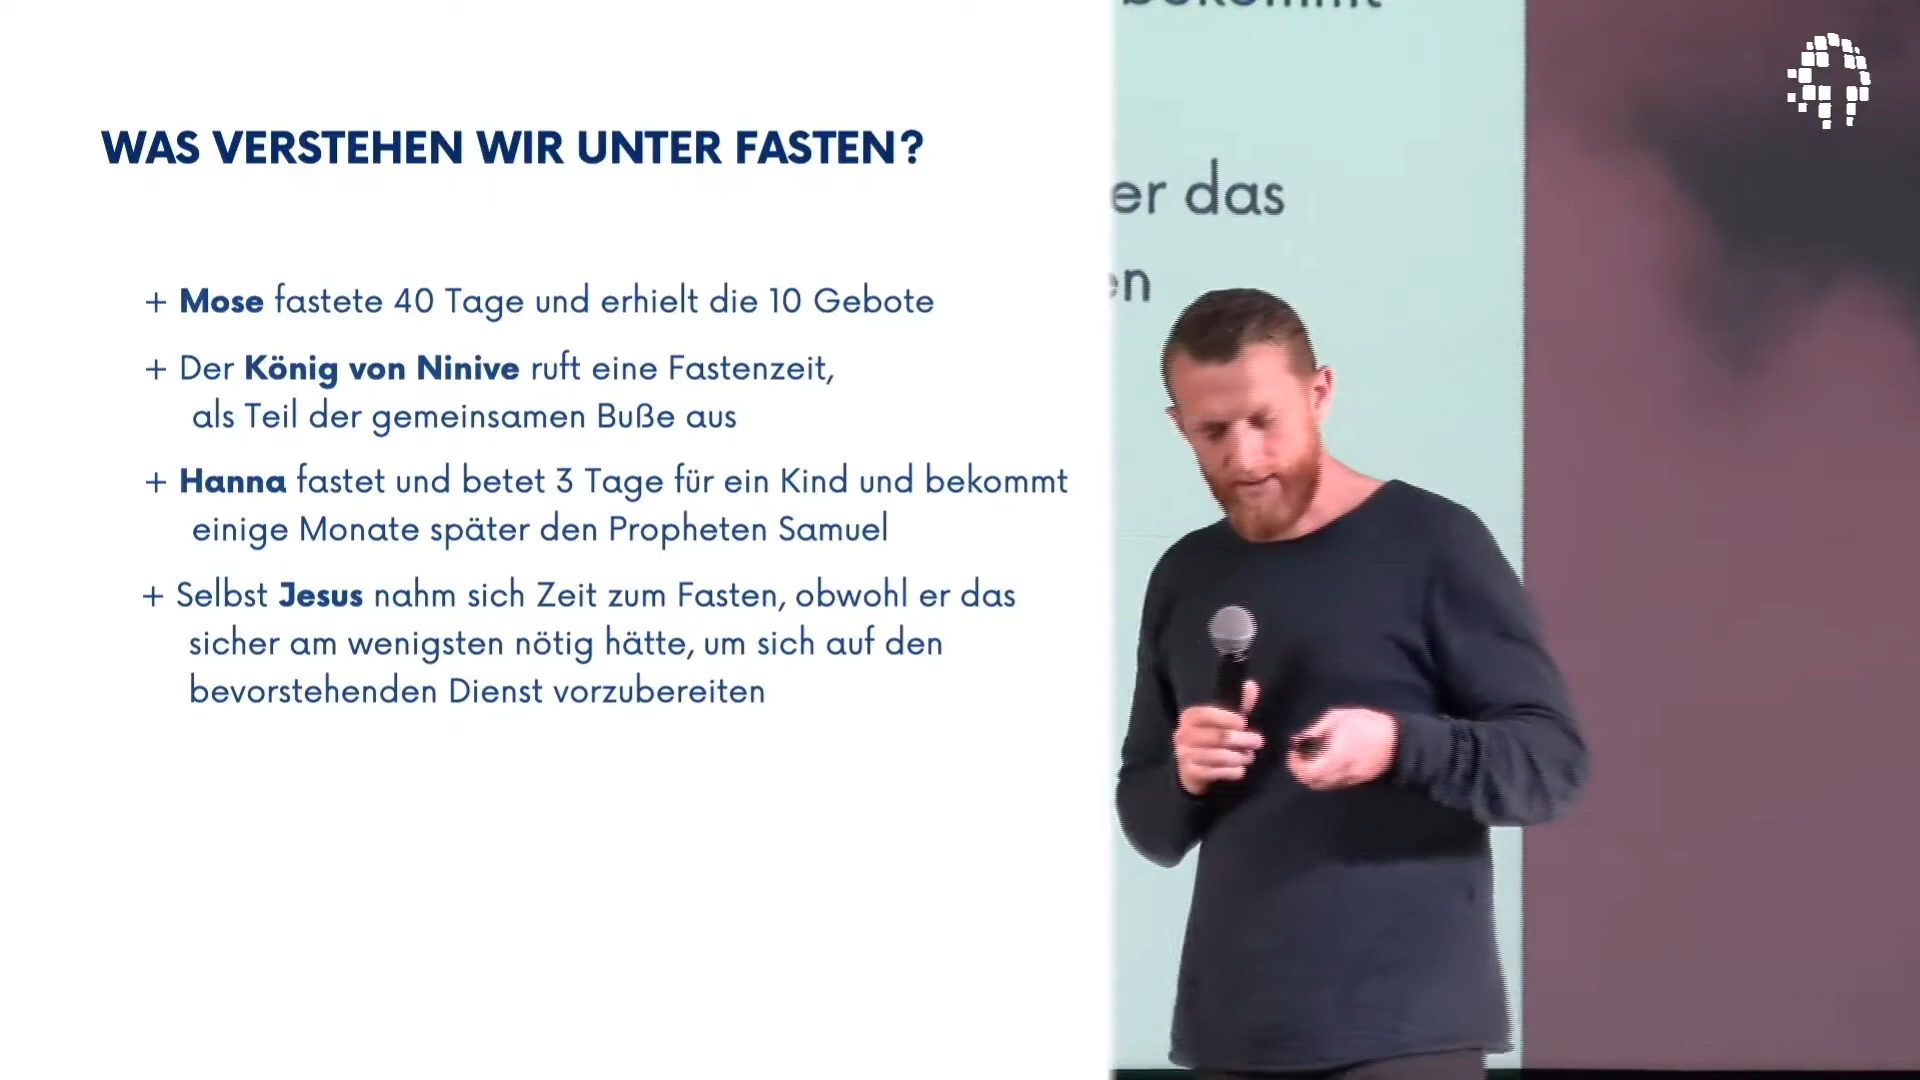 WAS VERSTEHEN WIR UNTER FASTEN?
+ Mose fastete 40 Tage und erhielt die 10 Gebote
+ Der König von Ninive ruft eine Fastenzeit,
als Teil der gemeinsamen Buße aus
+ Hanna fastet und betet 3 Tage für ein Kind und bekommt
einige Monate später den Propheten Samuel
+ Selbst Jesus nahm sich Zeit zum Fasten, obwohl er das
sicher am wenigsten nötig hätte, um sich auf den
bevorstehenden Dienst vorzubereiten
bekommt
er das
en